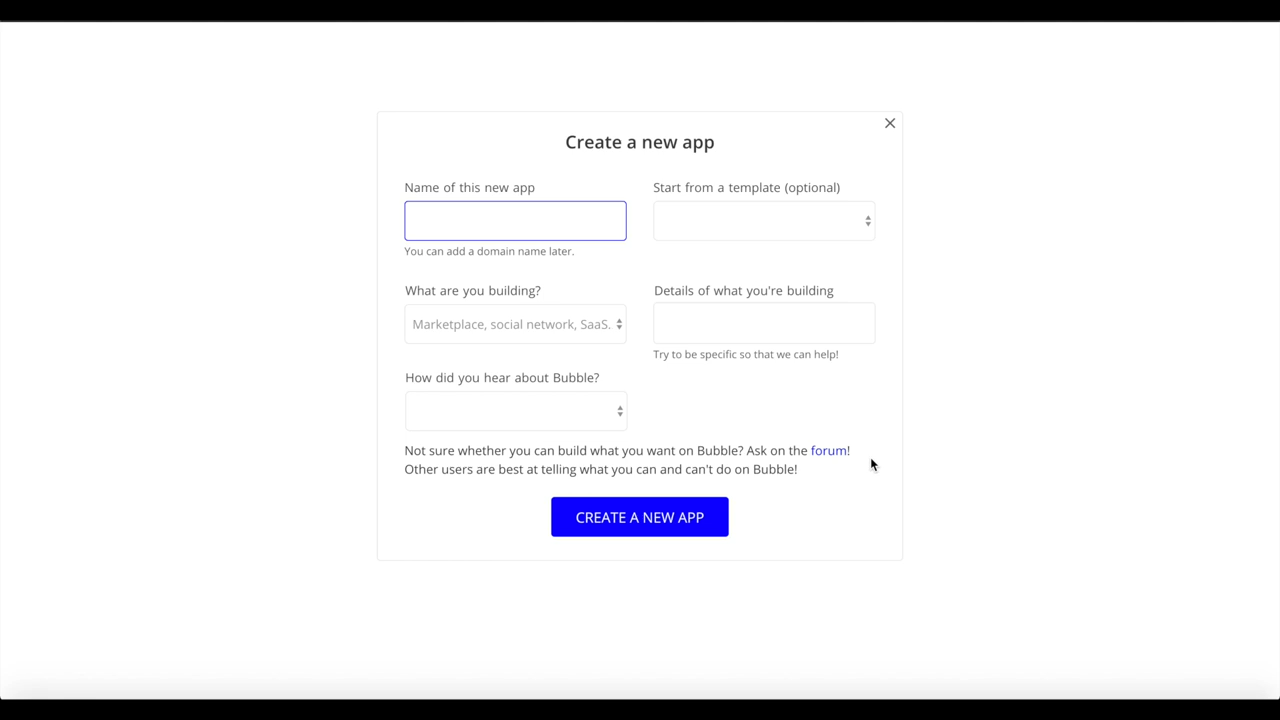 Create a new app
Name of this new app
Start from a template (optional)
You can add a domain name later.
What are you building?
Details of what you're building
Marketplace, social network, SaaS.
Try to be specific so that we can help!
How did you hear about Bubble?
Not sure whether you can build what you want on Bubble? Ask on the forum!
Other users are best at telling what you can and can't do on Bubble!
CREATE A NEW APP